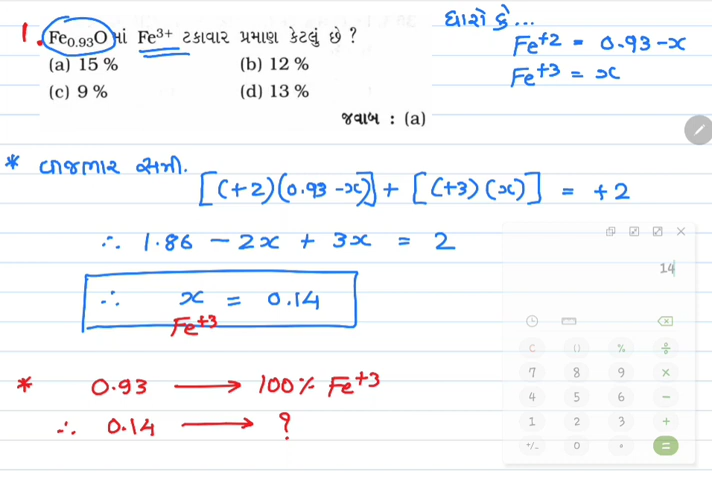 1. Fe0.93Oમાં Fe3+ ટકાવાર પ્રમાણ કેટલું છે ?
(a) 15 % (b) 12 %
(c) 9 % (d) 13 %
જવાબ : (a)
ધારો કે...
Fe+2 = 0.93-x
Fe+3 = x
* વીજભાર સમી.
[(+2)(0.93-x)] + [(+3)(x)] = +2
∴ 1.86 - 2x + 3x = 2
∴ x = 0.14
Fe+3
* 0.93 → 100% Fe+3
∴ 0.14 → ?
14
C () % ÷
7 8 9 ×
4 5 6 −
1 2 3 +
+/- 0 . =